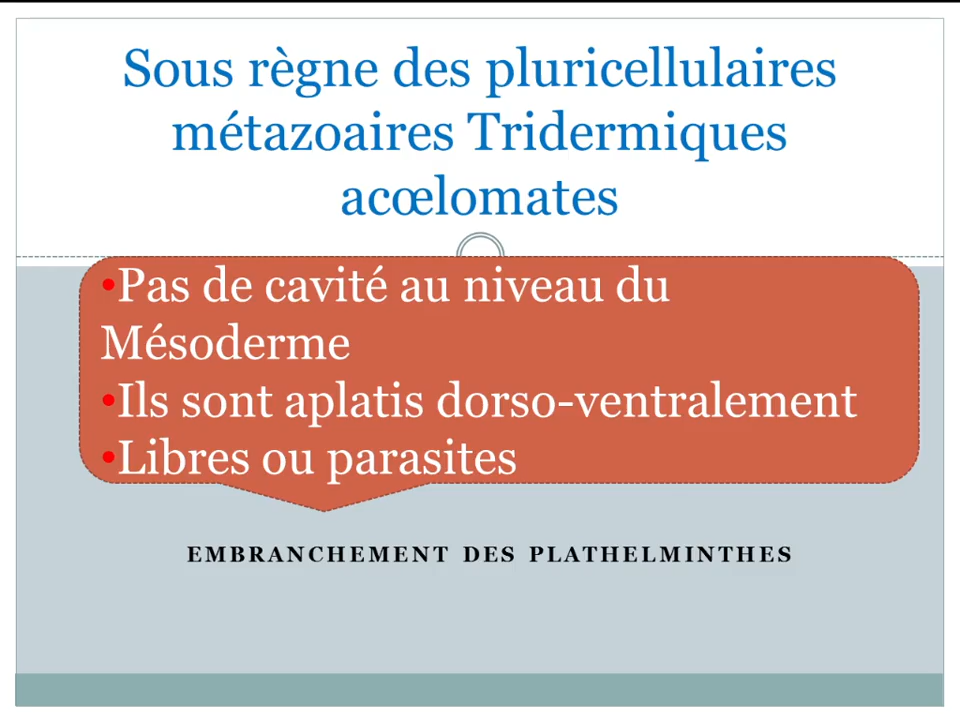 Sous règne des pluricellulaires
métazoaires Tridermiques
acœlomates
•Pas de cavité au niveau du
Mésoderme
•Ils sont aplatis dorso-ventralement
•Libres ou parasites
EMBRANCHEMENT DES PLATHELMINTHES